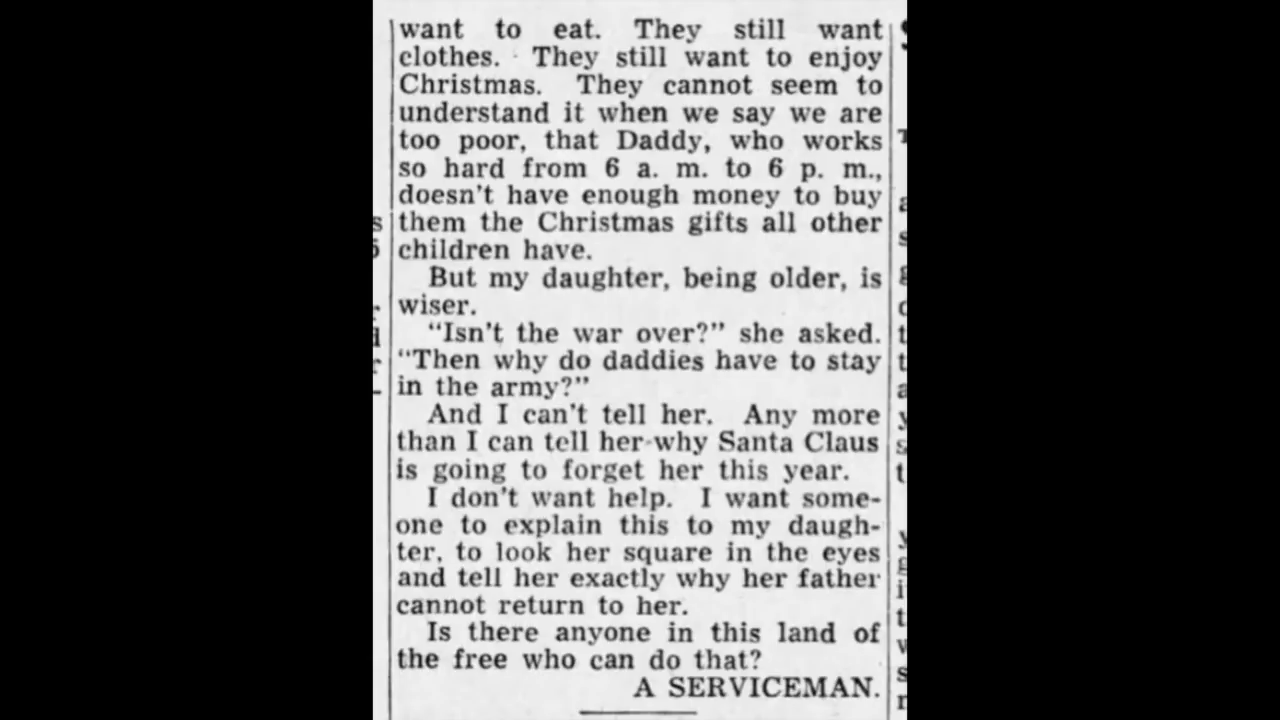 want to eat. They still want
clothes. They still want to enjoy
Christmas. They cannot seem to
understand it when we say we are
too poor, that Daddy, who works
so hard from 6 a. m. to 6 p. m.,
doesn't have enough money to buy
them the Christmas gifts all other
children have.
But my daughter, being older, is
wiser.
"Isn't the war over?" she asked.
"Then why do daddies have to stay
in the army?"
And I can't tell her. Any more
than I can tell her why Santa Claus
is going to forget her this year.
I don't want help. I want some-
one to explain this to my daugh-
ter, to look her square in the eyes
and tell her exactly why her father
cannot return to her.
Is there anyone in this land of
the free who can do that?
A SERVICEMAN.